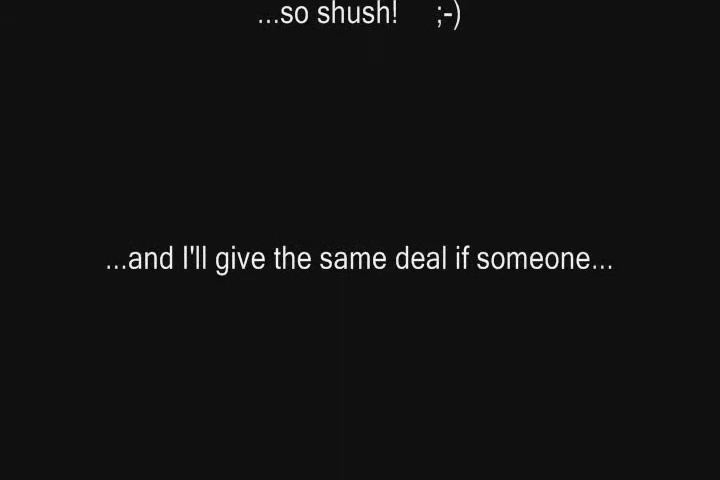 ...so shush! ;-)
...and I'll give the same deal if someone...